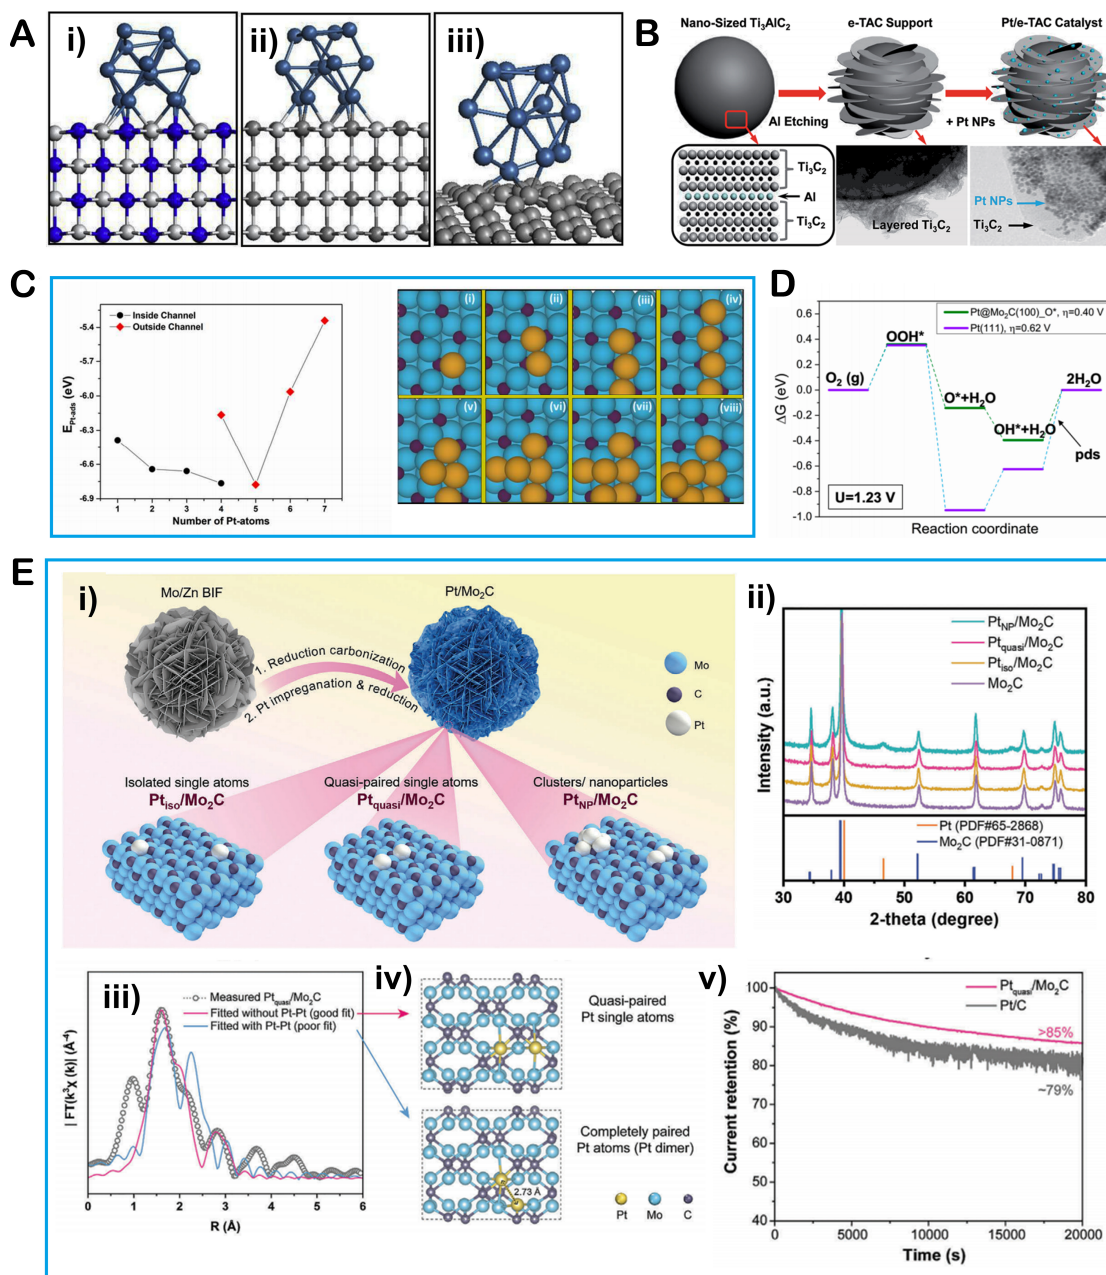 A
i)
ii)
iii)
B
Nano-Sized Ti3AlC2
e-TAC Support
Pt/e-TAC Catalyst
Al Etching
+ Pt NPs
Ti3C2
Al
Ti3C2
Layered Ti3C2
Pt NPs
Ti3C2
C
Inside Channel
Outside Channel
-5.4
-5.7
-6.0
-6.3
-6.6
-6.9
EPt-ads (eV)
1 2 3 4 5 6 7
Number of Pt-atoms
(i) (ii) (iii) (iv)
(v) (vi) (vii) (viii)
D
Pt@Mo2C(100)_O*, η=0.40 V
Pt(111), η=0.62 V
0.6
0.4
0.2
0.0
-0.2
-0.4
-0.6
-0.8
-1.0
ΔG (eV)
O2 (g)
OOH*
O*+H2O
OH*+H2O
2H2O
pds
U=1.23 V
Reaction coordinate
E
i)
Mo/Zn BIF
Pt/Mo2C
1. Reduction carbonization
2. Pt impreganation & reduction
Mo
C
Pt
Isolated single atoms
Ptiso/Mo2C
Quasi-paired single atoms
Ptquasi/Mo2C
Clusters/ nanoparticles
PtNP/Mo2C
ii)
PtNP/Mo2C
Ptquasi/Mo2C
Ptiso/Mo2C
Mo2C
Intensity (a.u.)
Pt (PDF#65-2868)
Mo2C (PDF#31-0871)
30 40 50 60 70 80
2-theta (degree)
iii)
Measured Ptquasi/Mo2C
Fitted without Pt-Pt (good fit)
Fitted with Pt-Pt (poor fit)
| FT(k³χ (k)| (Å-4)
0 1 2 3 4 5 6
R (Å)
iv)
Quasi-paired
Pt single atoms
Completely paired
Pt atoms (Pt dimer)
2.73 Å
Pt Mo C
v)
Ptquasi/Mo2C
Pt/C
>85%
~79%
100
90
80
70
60
50
40
Current retention (%)
0 5000 10000 15000 20000
Time (s)